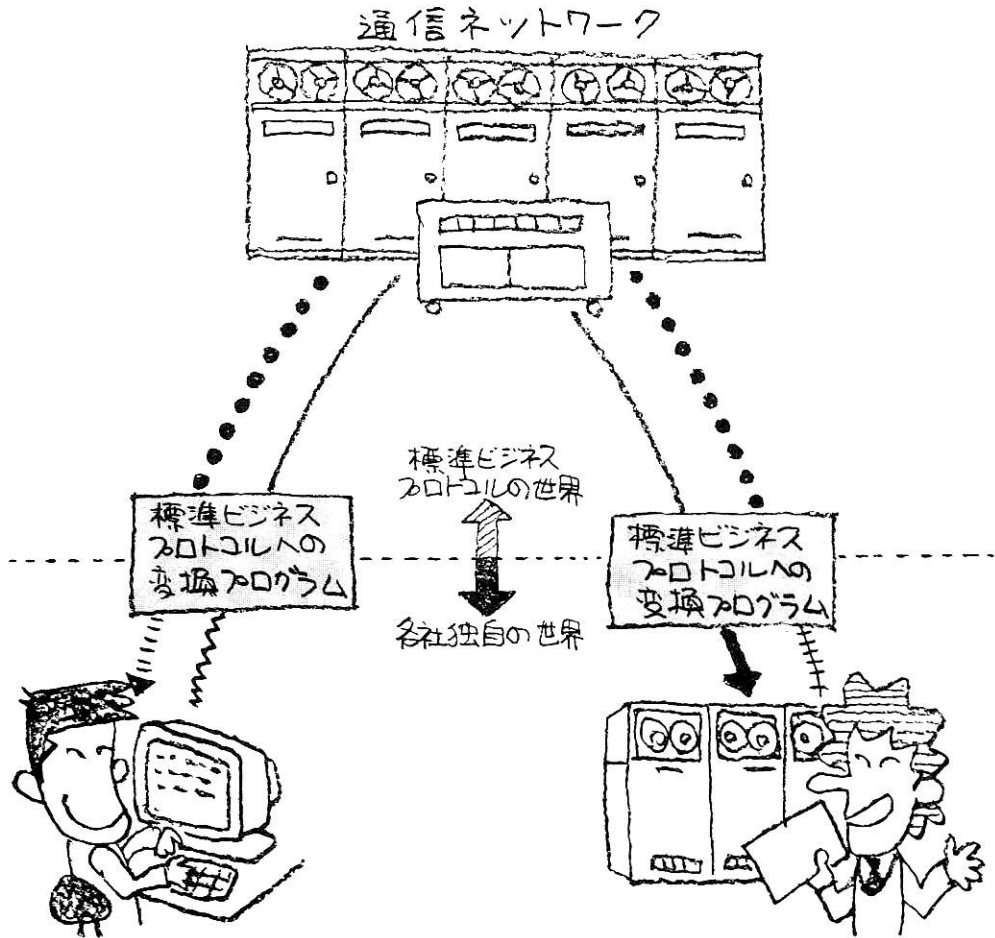 通信ネットワーク
標準ビジネス
プロトコルの世界
標準ビジネス
プロトコルへの
変換プログラム
標準ビジネス
プロトコルへの
変換プログラム
各社独自の世界